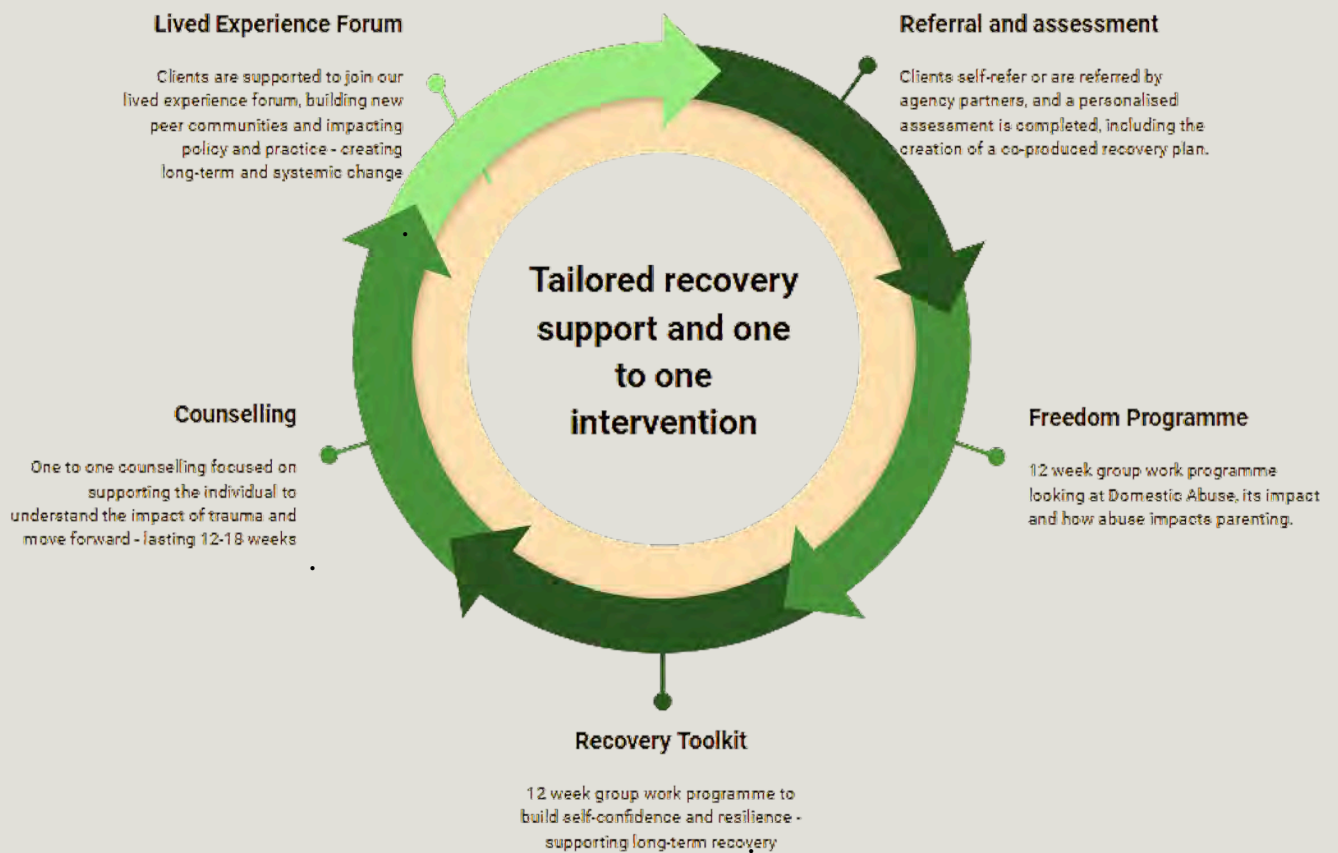 Lived Experience Forum
Clients are supported to join our
lived experience forum, building new
peer communities and impacting
policy and practice - creating
long-term and systemic change
Referral and assessment
Clients self-refer or are referred by
agency partners, and a personalised
assessment is completed, including the
creation of a co-produced recovery plan.
Tailored recovery
support and one
to one
intervention
Counselling
One to one counselling focused on
supporting the individual to
understand the impact of trauma and
move forward - lasting 12-18 weeks
Freedom Programme
12 week group work programme
looking at Domestic Abuse, its impact
and how abuse impacts parenting.
Recovery Toolkit
12 week group work programme to
build self-confidence and resilience -
supporting long-term recovery